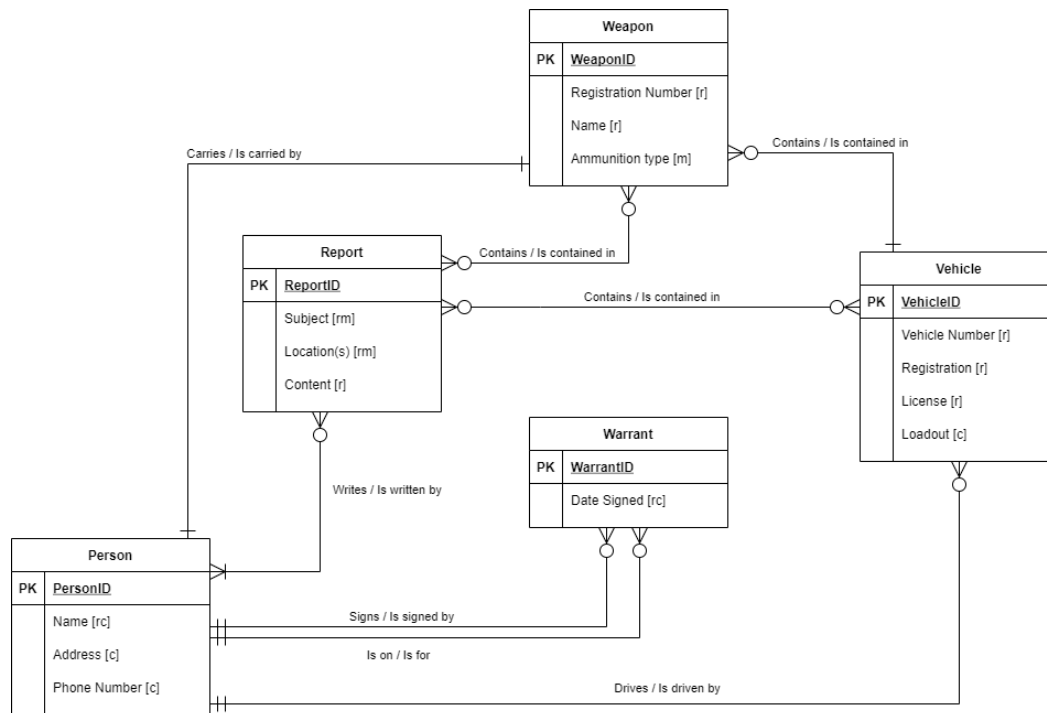 Weapon
PK WeaponID
Registration Number [r]
Name [r]
Ammunition type [m]
Carries / Is carried by
Contains / Is contained in
Report
PK ReportID
Subject [rm]
Location(s) [rm]
Content [r]
Contains / Is contained in
Contains / Is contained in
Vehicle
PK VehicleID
Vehicle Number [r]
Registration [r]
License [r]
Loadout [c]
Warrant
PK WarrantID
Date Signed [rc]
Writes / Is written by
Person
PK PersonID
Name [rc]
Address [c]
Phone Number [c]
Signs / Is signed by
Is on / Is for
Drives / Is driven by